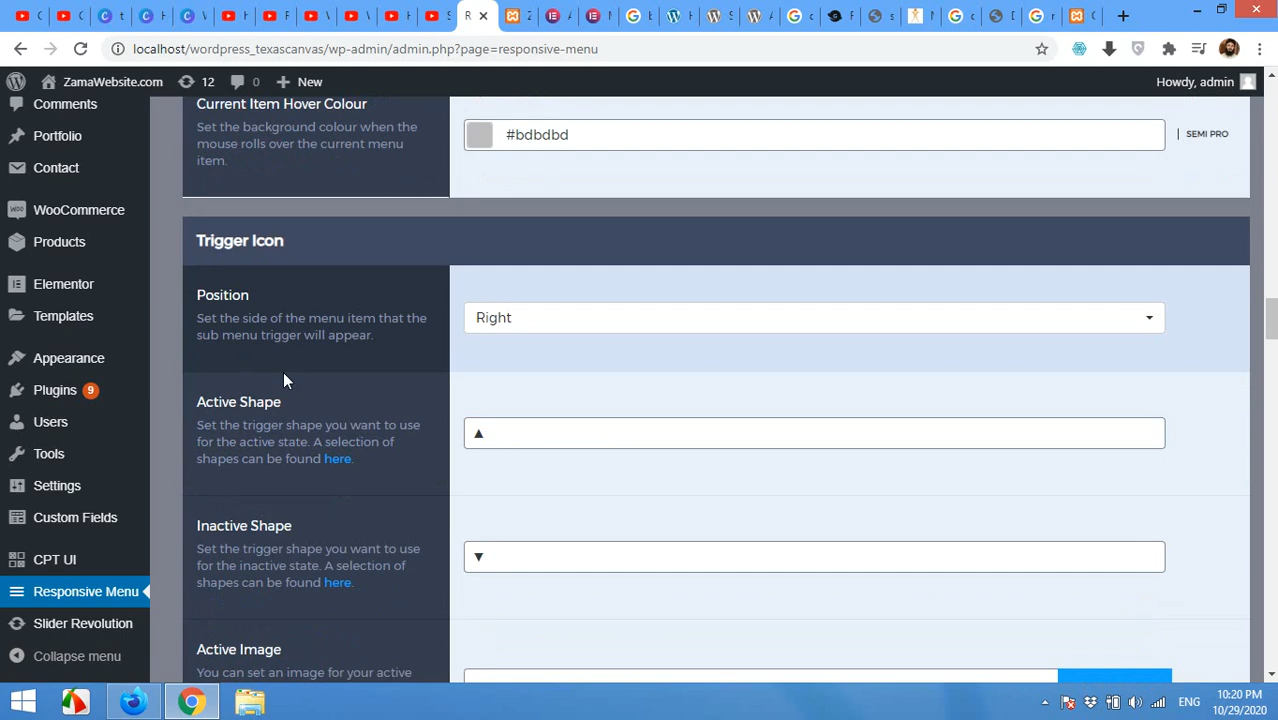 localhost/wordpress_texascanvas/wp-admin/admin.php?page=responsive-menu
ZamaWebsite.com
12
0
New
Howdy, admin
Comments
Portfolio
Contact
WooCommerce
Products
Elementor
Templates
Appearance
Plugins 9
Users
Tools
Settings
Custom Fields
CPT UI
Responsive Menu
Slider Revolution
Collapse menu
Current Item Hover Colour
Set the background colour when the
mouse rolls over the current menu
item.
#bdbdbd
SEMI PRO
Trigger Icon
Position
Set the side of the menu item that the
sub menu trigger will appear.
Right
Active Shape
Set the trigger shape you want to use
for the active state. A selection of
shapes can be found here.
▲
Inactive Shape
Set the trigger shape you want to use
for the inactive state. A selection of
shapes can be found here.
▼
Active Image
You can set an image for your active
ENG
10:20 PM
10/29/2020